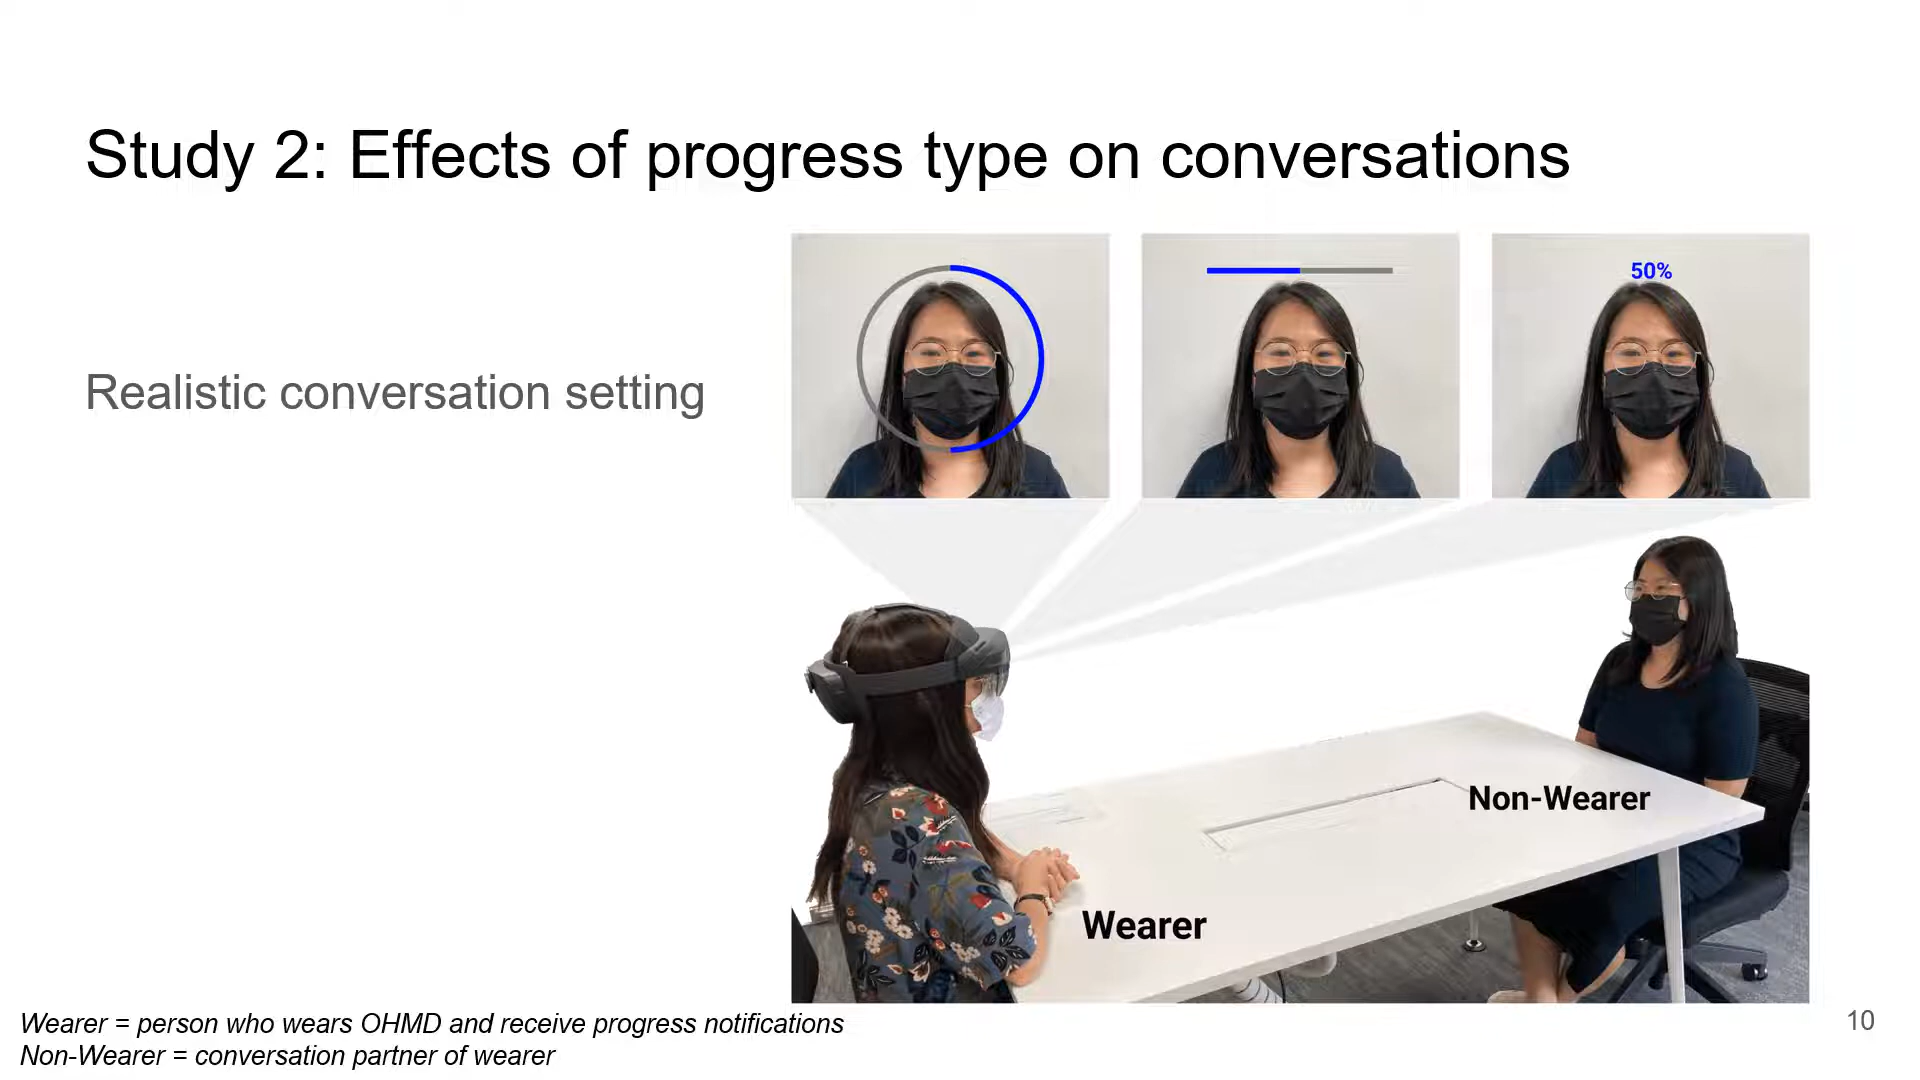 Study 2: Effects of progress type on conversations
50%
Realistic conversation setting
Non-Wearer
Wearer
Wearer = person who wears OHMD and receive progress notifications
Non-Wearer = conversation partner of wearer
10